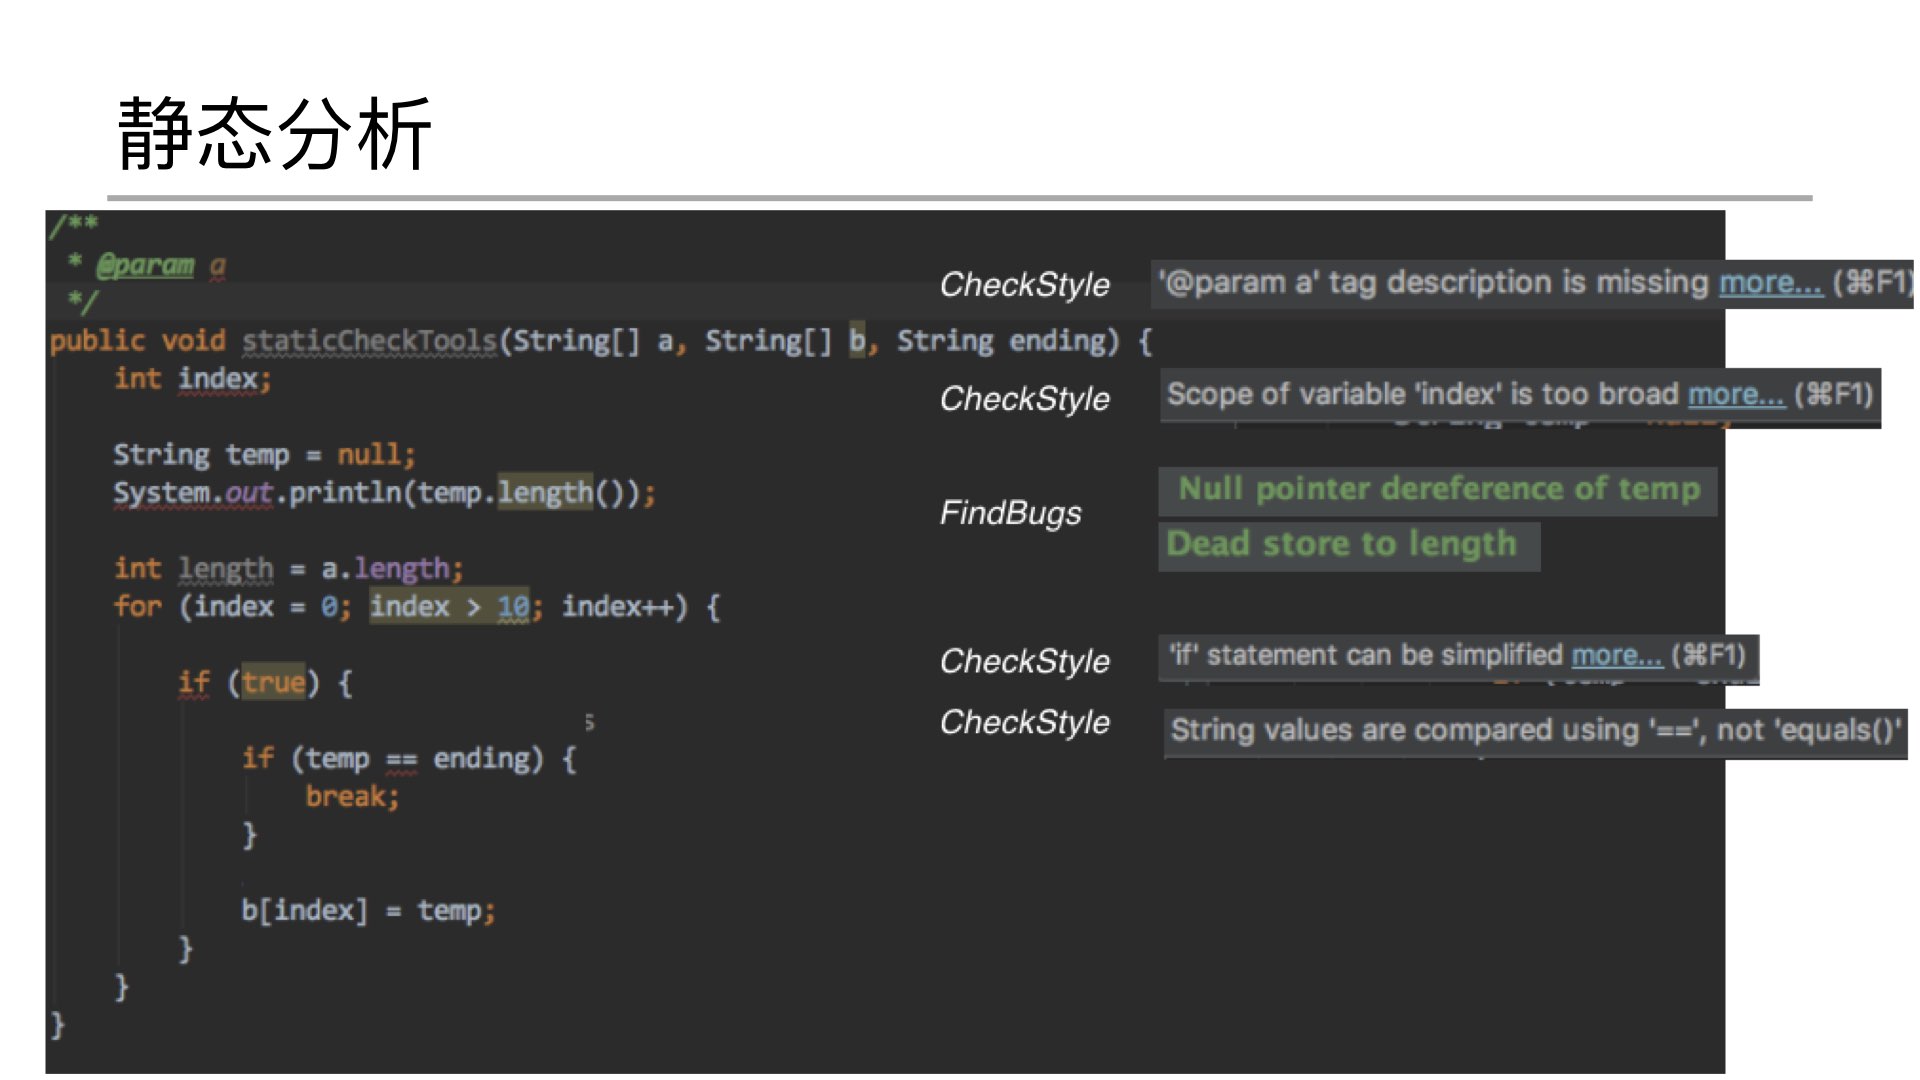 静态分析
/**
 * @param a
 */
CheckStyle '@param a' tag description is missing more... (⌘F1)
public void staticCheckTools(String[] a, String[] b, String ending) {
    int index;
CheckStyle Scope of variable 'index' is too broad more... (⌘F1)
    String temp = null;
    System.out.println(temp.length());
FindBugs Null pointer dereference of temp
Dead store to length
    int length = a.length;
    for (index = 0; index > 10; index++) {
CheckStyle 'if' statement can be simplified more... (⌘F1)
        if (true) {
CheckStyle String values are compared using '==', not 'equals()'
s
            if (temp == ending) {
                break;
            }
            b[index] = temp;
        }
    }
}